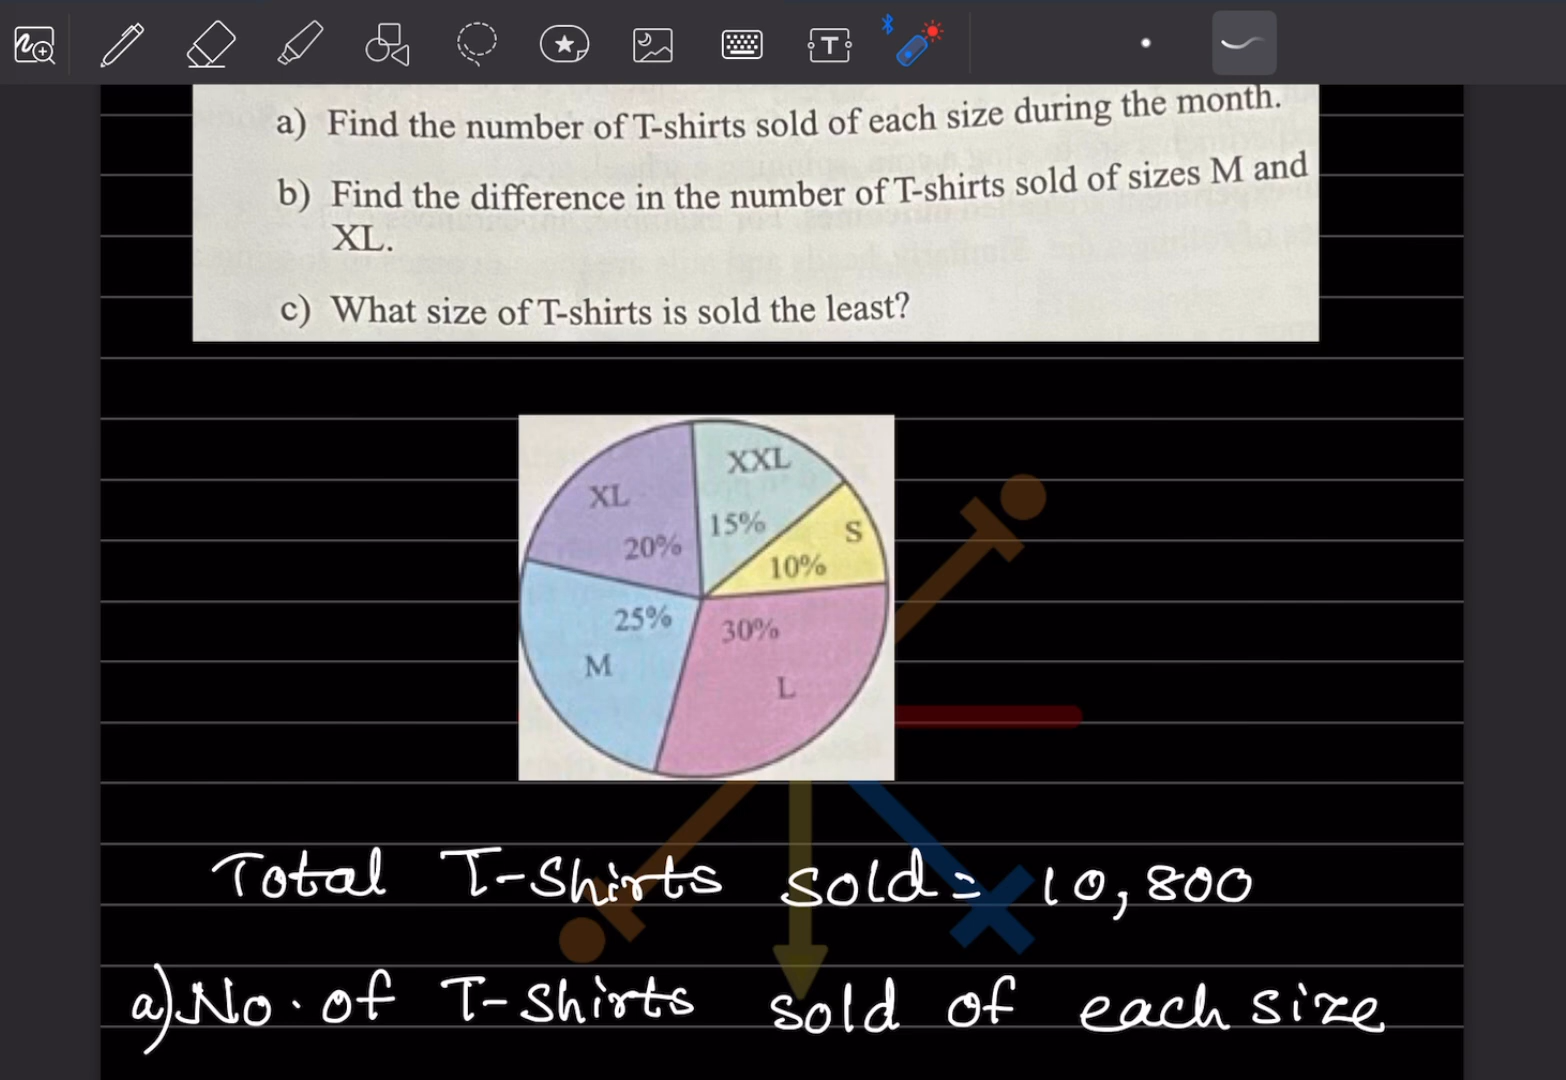 a) Find the number of T-shirts sold of each size during the month.
b) Find the difference in the number of T-shirts sold of sizes M and
XL.
c) What size of T-shirts is sold the least?
XXL
XL
15%
S
20%
10%
25%
30%
M
L
Total T-Shirts sold = 10,800
a) No. of T-Shirts sold of each size